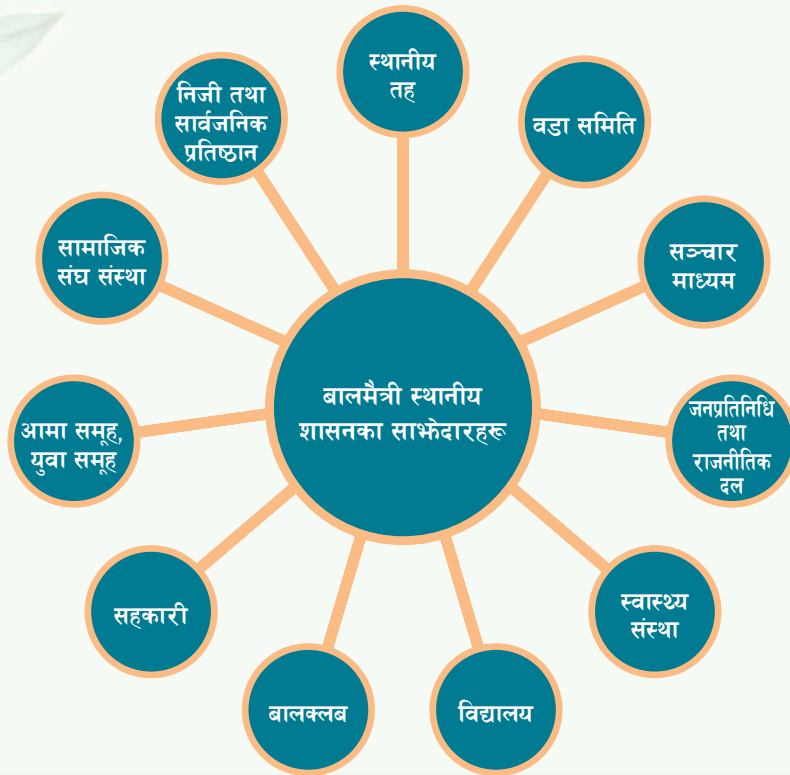 स्थानीय
तह
वडा समिति
सञ्चार
माध्यम
जनप्रतिनिधि
तथा
राजनीतिक
दल
स्वास्थ्य
संस्था
विद्यालय
बालक्लब
सहकारी
आमा समूह,
युवा समूह
सामाजिक
संघ संस्था
निजी तथा
सार्वजनिक
प्रतिष्ठान
बालमैत्री स्थानीय
शासनका साझेदारहरू